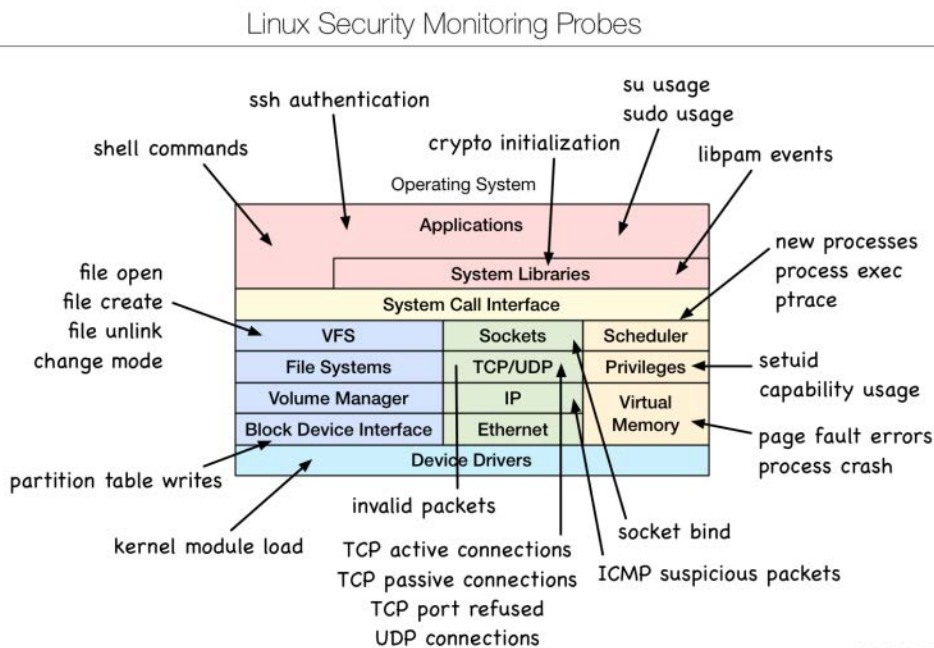 Linux Security Monitoring Probes
su usage
ssh authentication
sudo usage
shell commands
crypto initialization
libpam events
Operating System
Applications
new processes
process exec
ptrace
System Libraries
file open
file create
file unlink
change mode
System Call Interface
VFS
Sockets
Scheduler
File Systems
TCP/UDP
Privileges
setuid
capability usage
Volume Manager
IP
Virtual
Memory
Block Device Interface
Ethernet
page fault errors
process crash
Device Drivers
partition table writes
invalid packets
socket bind
kernel module load
TCP active connections
TCP passive connections
TCP port refused
UDP connections
ICMP suspicious packets